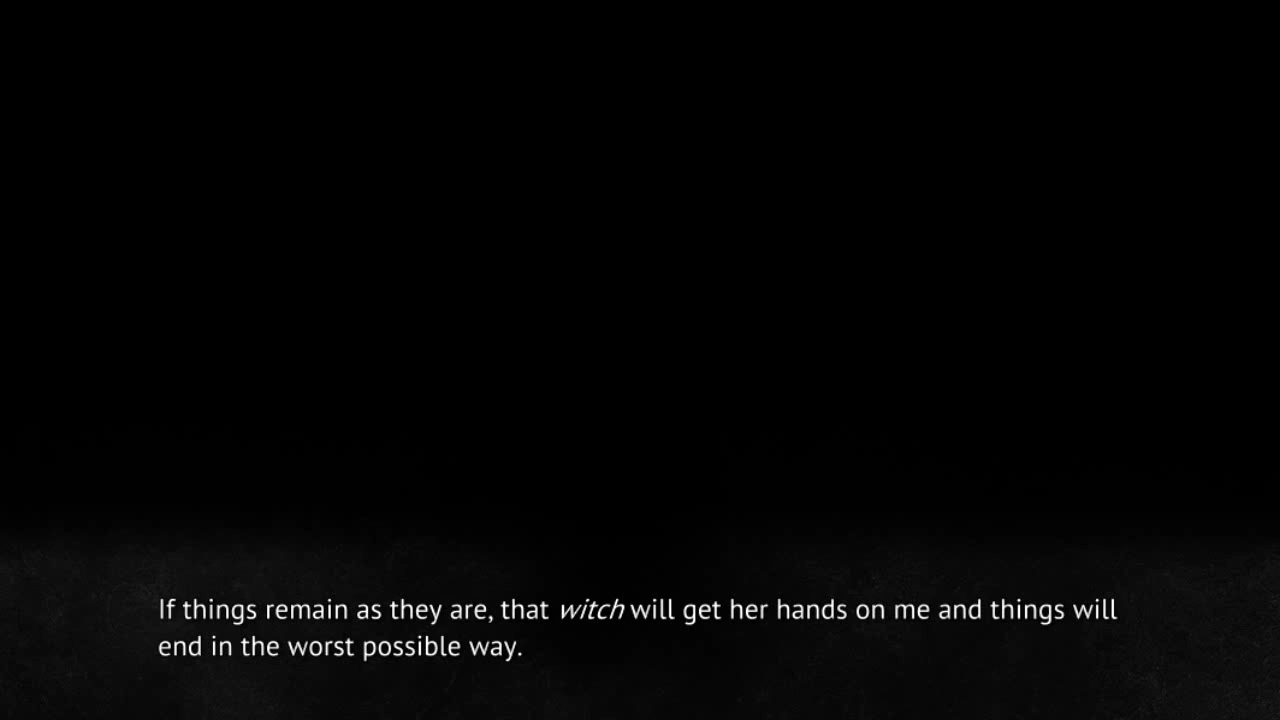 If things remain as they are, that witch will get her hands on me and things will
end in the worst possible way.